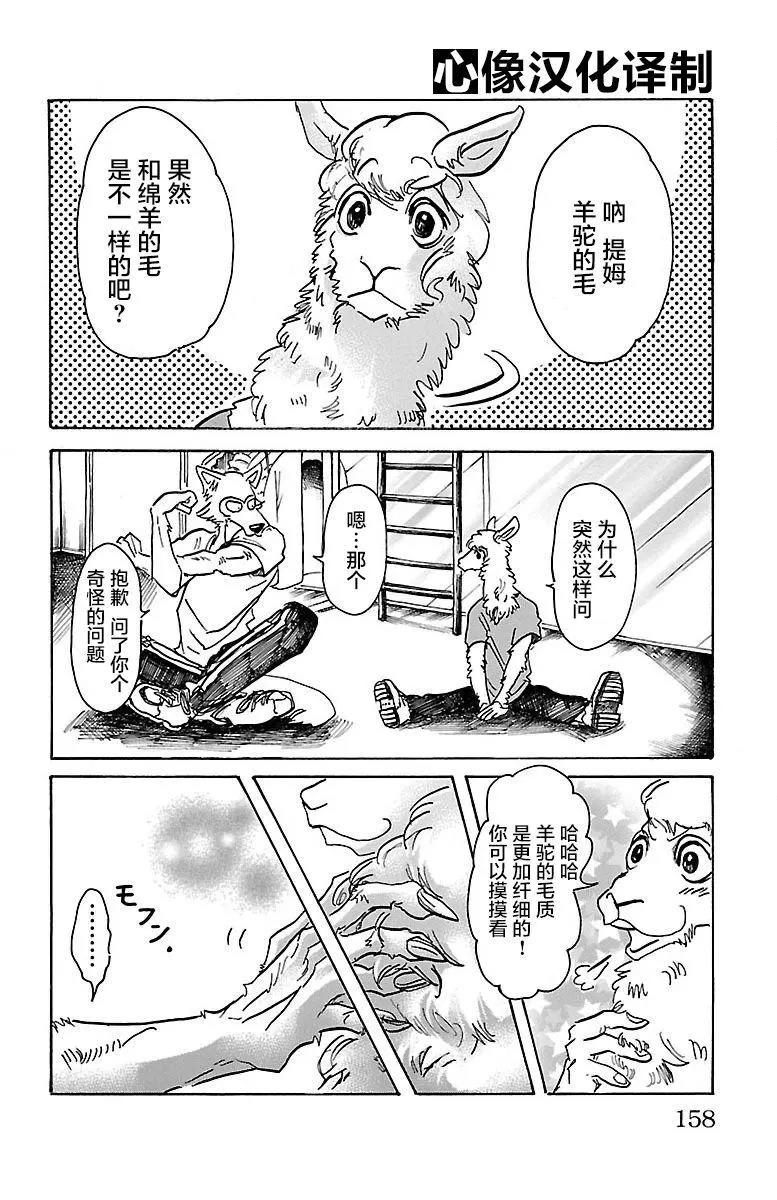 心像汉化译制
呐 提姆
羊驼的毛
果然
和绵羊的毛
是不一样的吧？
为什么
突然这样问
嗯…那个
抱歉 问了你个
奇怪的问题
哈哈哈
羊驼的毛质
是更加纤细的！
你可以摸摸看
モフン.
……
158